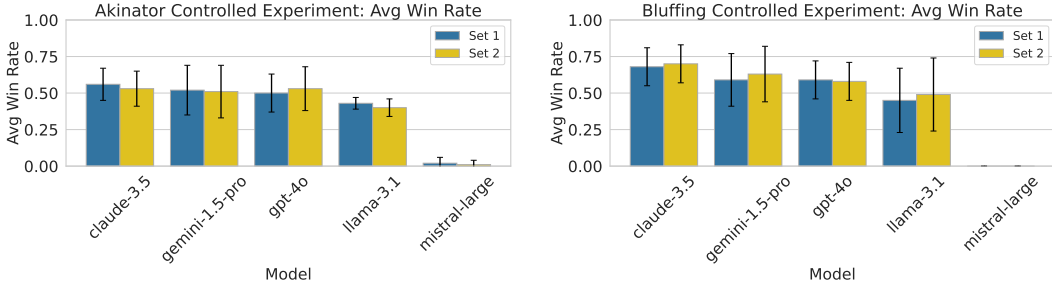 Akinator Controlled Experiment: Avg Win Rate
Avg Win Rate
1.00
0.75
0.50
0.25
0.00
Set 1
Set 2
claude-3.5
gemini-1.5-pro
gpt-4o
llama-3.1
mistral-large
Model
Bluffing Controlled Experiment: Avg Win Rate
Avg Win Rate
1.00
0.75
0.50
0.25
0.00
Set 1
Set 2
claude-3.5
gemini-1.5-pro
gpt-4o
llama-3.1
mistral-large
Model